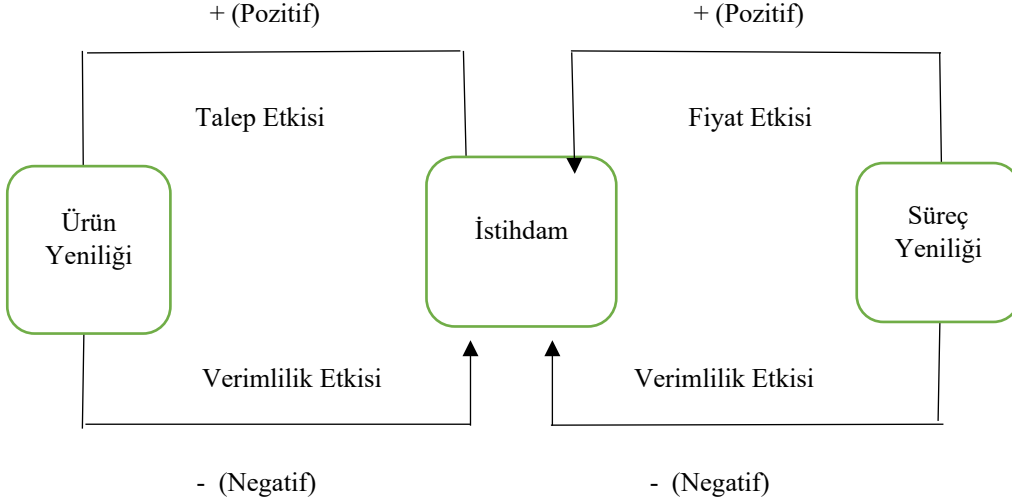 + (Pozitif)
+ (Pozitif)
Talep Etkisi
Fiyat Etkisi
Ürün
Yeniliği
İstihdam
Süreç
Yeniliği
Verimlilik Etkisi
Verimlilik Etkisi
- (Negatif)
- (Negatif)